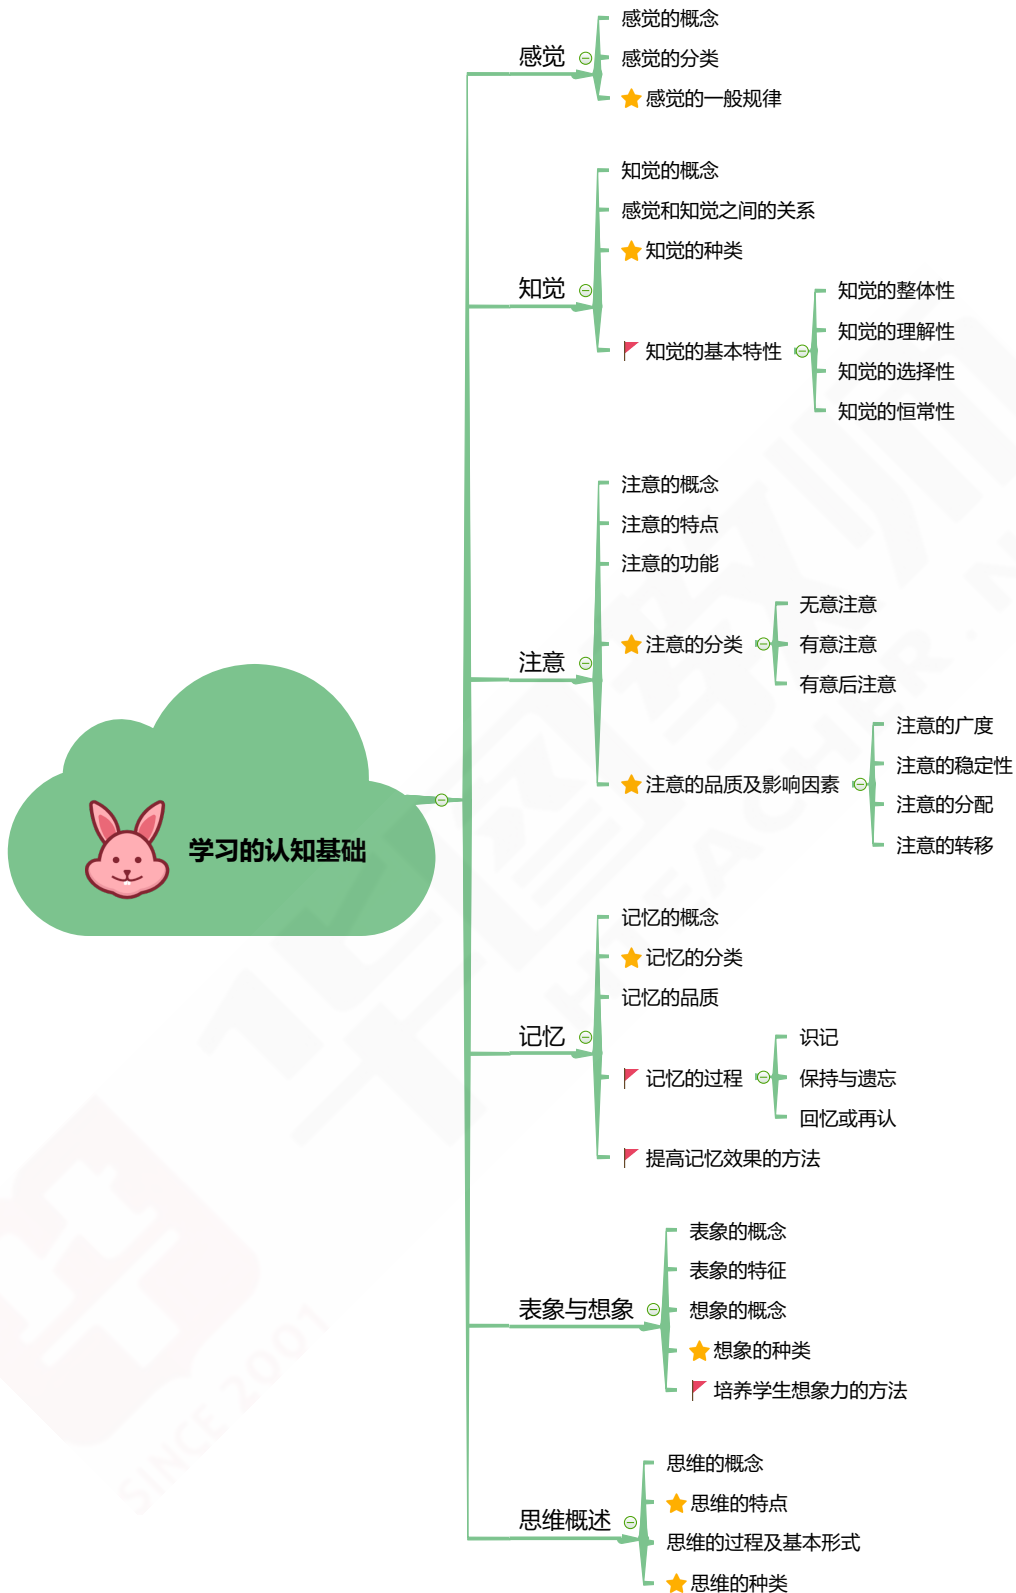 学习的认知基础
感觉
感觉的概念
感觉的分类
感觉的一般规律
知觉
知觉的概念
感觉和知觉之间的关系
知觉的种类
知觉的基本特性
知觉的整体性
知觉的理解性
知觉的选择性
知觉的恒常性
注意
注意的概念
注意的特点
注意的功能
注意的分类
无意注意
有意注意
有意后注意
注意的品质及影响因素
注意的广度
注意的稳定性
注意的分配
注意的转移
记忆
记忆的概念
记忆的分类
记忆的品质
记忆的过程
识记
保持与遗忘
回忆或再认
提高记忆效果的方法
表象与想象
表象的概念
表象的特征
想象的概念
想象的种类
培养学生想象力的方法
思维概述
思维的概念
思维的特点
思维的过程及基本形式
思维的种类
SINCE 2001